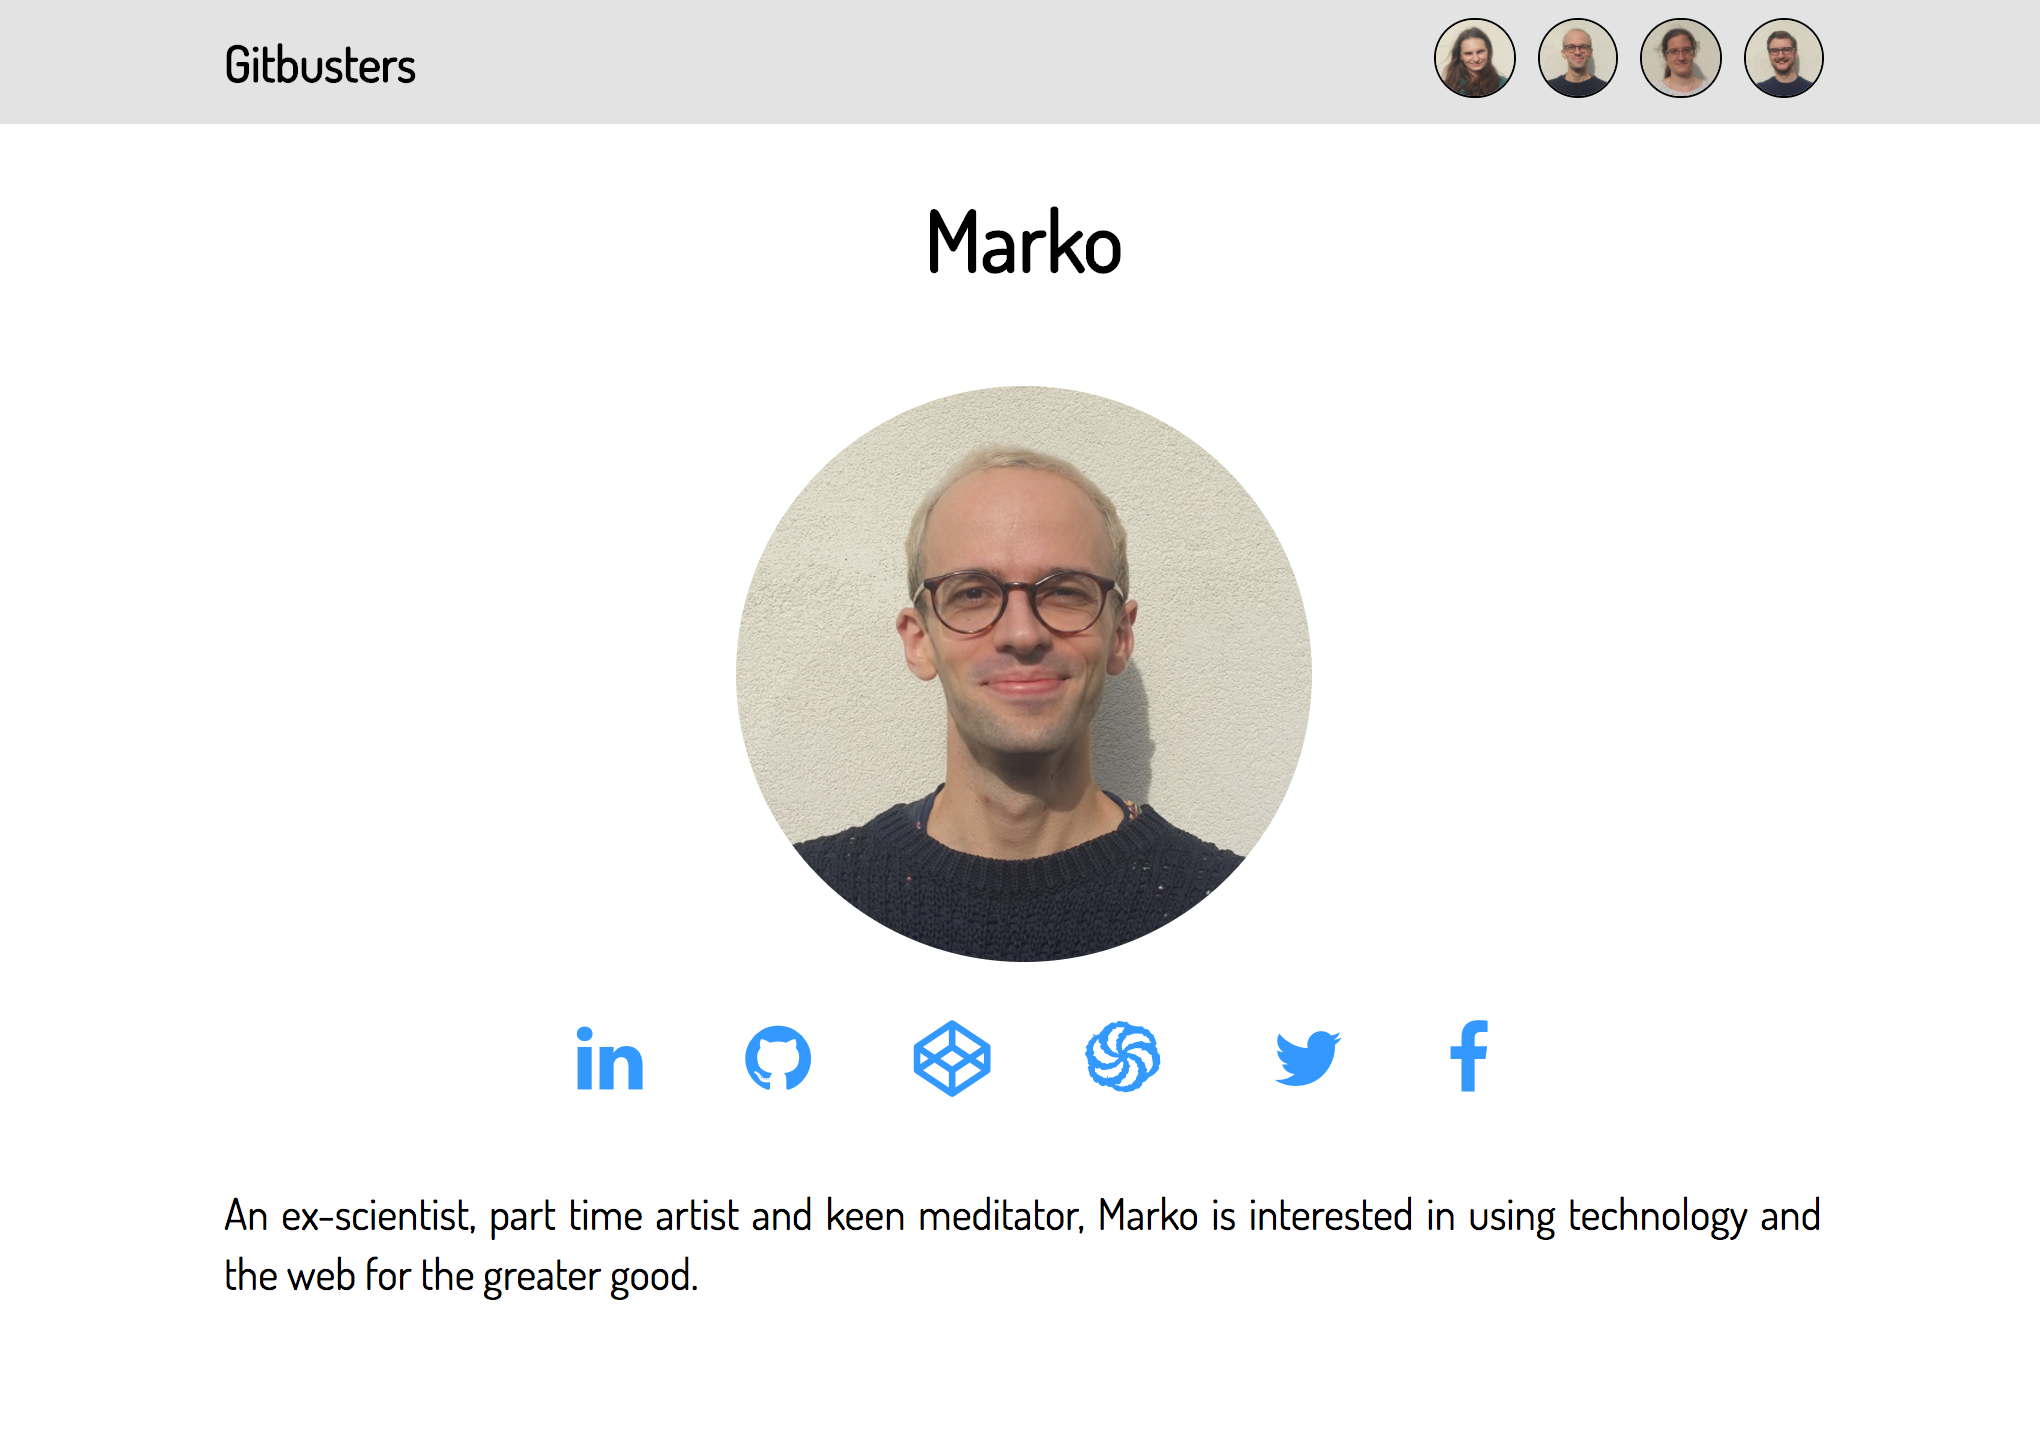 Gitbusters
Marko
An ex-scientist, part time artist and keen meditator, Marko is interested in using technology and
the web for the greater good.